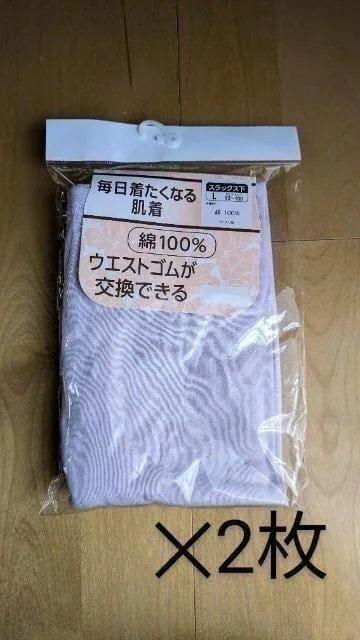 毎日着たくなる
肌着
綿100%
ウエストゴムが
交換できる
スラックス下
L
綿 100%
×2枚